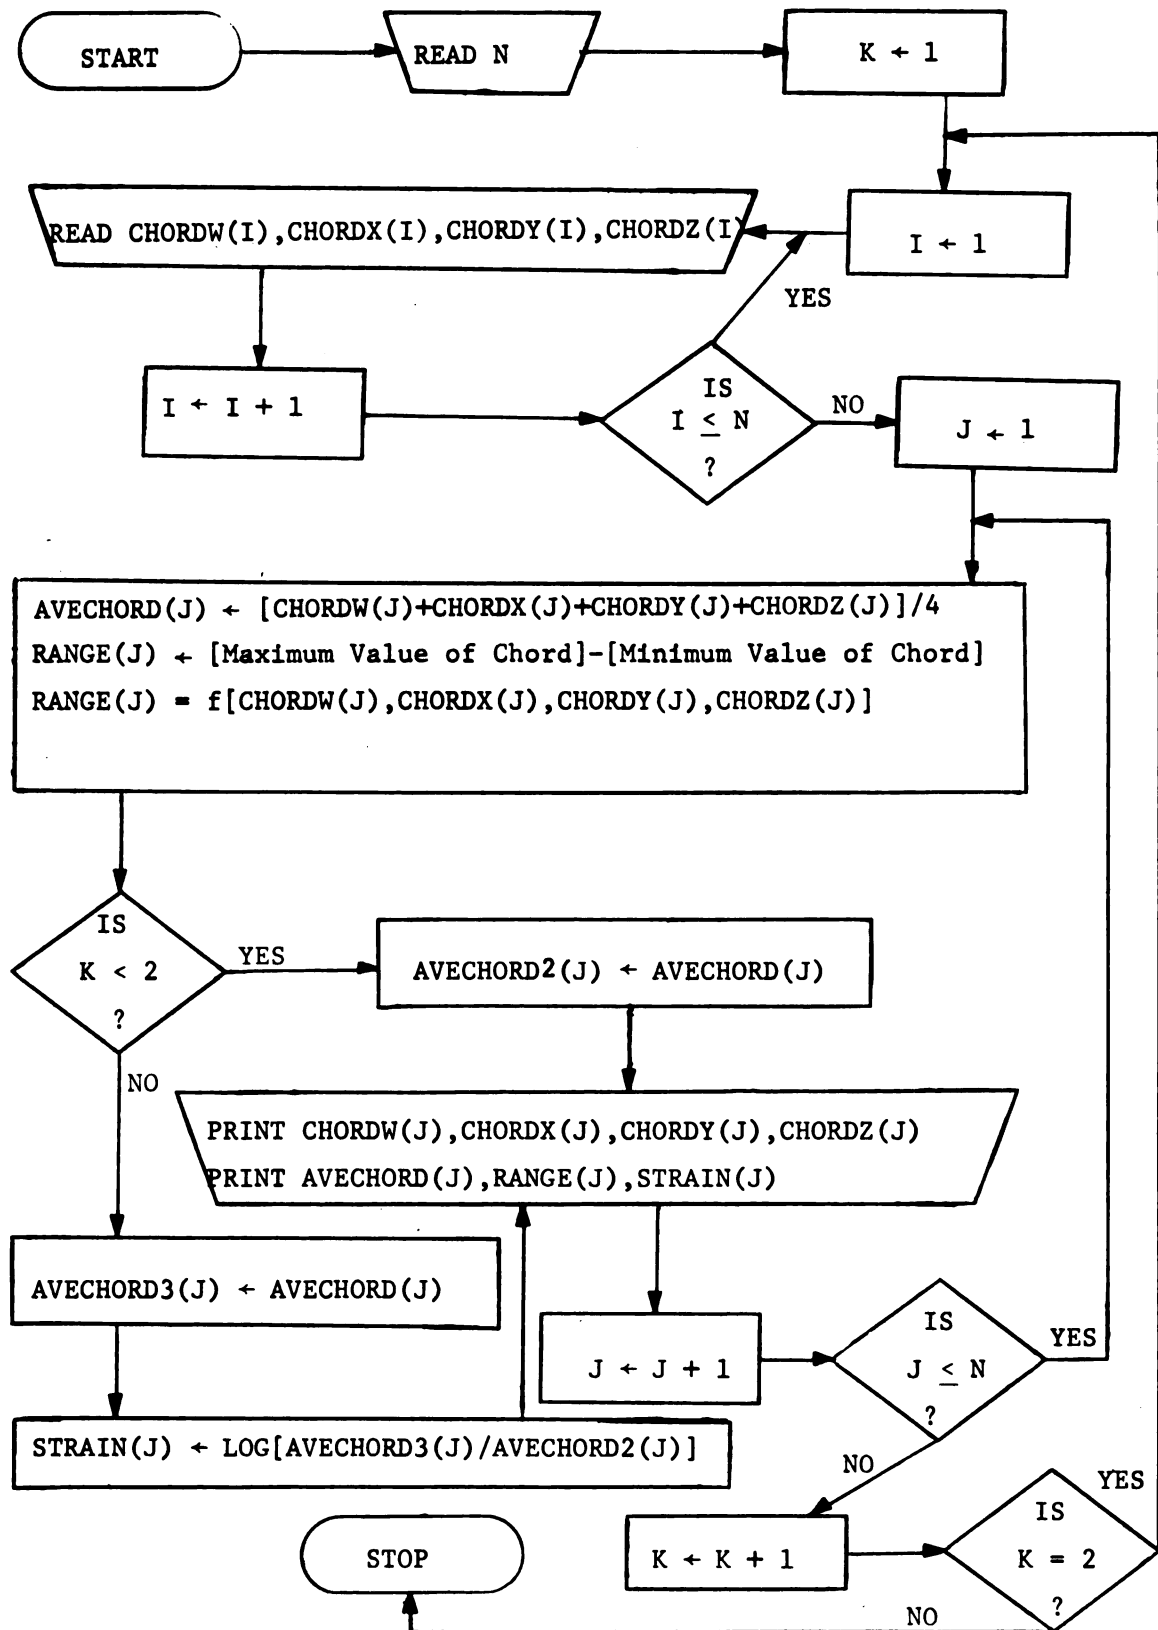 START
READ N
K ← 1
READ CHORDW(I),CHORDX(I),CHORDY(I),CHORDZ(I)
I ← 1
YES
I ← I + 1
IS
I ≤ N
?
NO
J ← 1
AVECHORD(J) ← [CHORDW(J)+CHORDX(J)+CHORDY(J)+CHORDZ(J)]/4
RANGE(J) ← [Maximum Value of Chord]-[Minimum Value of Chord]
RANGE(J) = f[CHORDW(J),CHORDX(J),CHORDY(J),CHORDZ(J)]
IS
K < 2
?
YES
AVECHORD2(J) ← AVECHORD(J)
NO
PRINT CHORDW(J),CHORDX(J),CHORDY(J),CHORDZ(J)
PRINT AVECHORD(J),RANGE(J),STRAIN(J)
AVECHORD3(J) ← AVECHORD(J)
J ← J + 1
IS
J ≤ N
?
YES
STRAIN(J) ← LOG[AVECHORD3(J)/AVECHORD2(J)]
NO
STOP
K ← K + 1
IS
K = 2
?
YES
NO